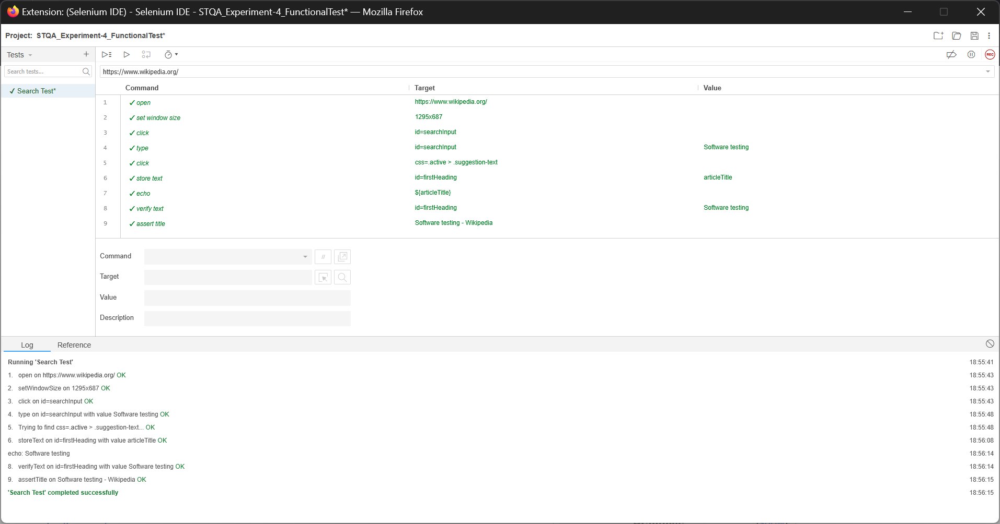 Extension: (Selenium IDE) - Selenium IDE - STQA_Experiment-4_FunctionalTest* — Mozilla Firefox
Project: STQA_Experiment-4_FunctionalTest*
Tests
REC
Search tests...
https://www.wikipedia.org/
Search Test*
Command Target Value
1 open https://www.wikipedia.org/
2 set window size 1295x687
3 click id=searchInput
4 type id=searchInput Software testing
5 click css=.active > .suggestion-text
6 store text id=firstHeading articleTitle
7 echo ${articleTitle}
8 verify text id=firstHeading Software testing
9 assert title Software testing - Wikipedia
Command //
Target
Value
Description
Log Reference
Running 'Search Test' 18:55:41
1. open on https://www.wikipedia.org/ OK 18:55:43
2. setWindowSize on 1295x687 OK 18:55:43
3. click on id=searchInput OK 18:55:43
4. type on id=searchInput with value Software testing OK 18:55:48
5. Trying to find css=.active > .suggestion-text... OK 18:55:48
6. storeText on id=firstHeading with value articleTitle OK 18:56:08
echo: Software testing 18:56:14
8. verifyText on id=firstHeading with value Software testing OK 18:56:14
9. assertTitle on Software testing - Wikipedia OK 18:56:15
'Search Test' completed successfully 18:56:15